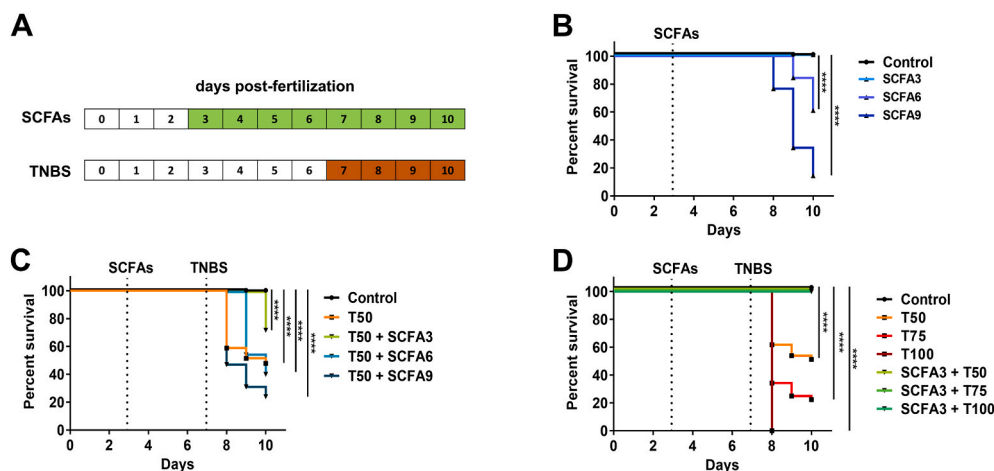 A
days post-fertilization
SCFAs
0 1 2 3 4 5 6 7 8 9 10
TNBS
0 1 2 3 4 5 6 7 8 9 10
B
SCFAs
Percent survival
100
80
60
40
20
0
0 2 4 6 8 10
Days
****
****
Control
SCFA3
SCFA6
SCFA9
C
SCFAs TNBS
Percent survival
100
80
60
40
20
0
0 2 4 6 8 10
Days
****
****
****
****
Control
T50
T50 + SCFA3
T50 + SCFA6
T50 + SCFA9
D
SCFAs TNBS
Percent survival
100
80
60
40
20
0
0 2 4 6 8 10
Days
****
****
****
Control
T50
T75
T100
SCFA3 + T50
SCFA3 + T75
SCFA3 + T100